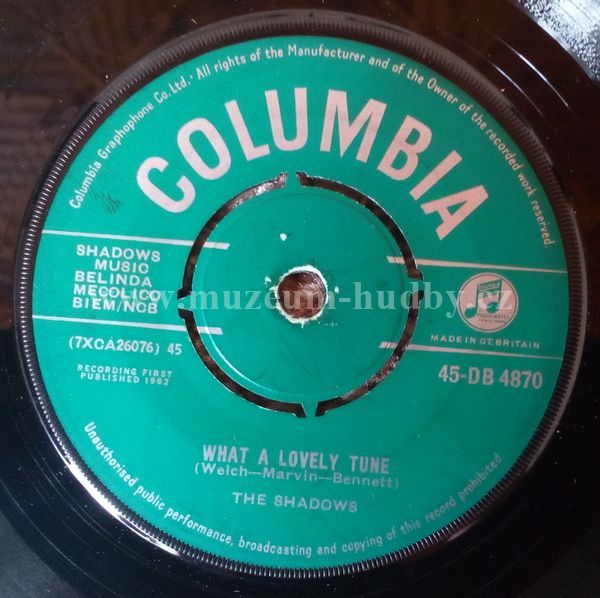 Columbia Graphophone Co. Ltd. · All rights of the Manufacturer and of the Owner of the recorded work reserved.
COLUMBIA
SHADOWS
MUSIC
BELINDA
MECOLICO
BIEM/NCB
www.muzeum-hudby.cz
MADE IN GT. BRITAIN
(7XCA26076) 45
45-DB 4870
RECORDING FIRST
PUBLISHED 1962
WHAT A LOVELY TUNE
(Welch—Marvin—Bennett)
THE SHADOWS
Unauthorised public performance, broadcasting and copying of this record prohibited.